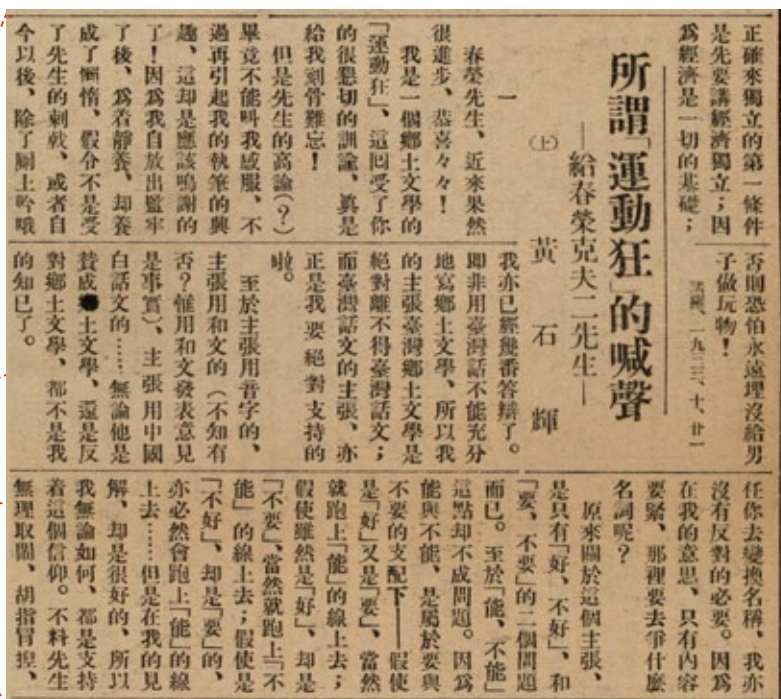 正確來獨立的第一條件
是先要講經濟獨立;因
爲經濟是一切的基礎;
否則恐怕永遠埋沒給男
子做玩物!
一九三三、十、廿一
所謂「運動狂」的喊聲
—給春榮克夫二先生—
(上)
黃石輝
一
春榮先生、近來果然
很進步、恭喜々々!
我是一個鄉土文學的
「運動狂」、這回受了你
的很懇切的訓諭、眞是
給我刻骨難忘!
但是先生的高論(?)
畢竟不能呌我感服、不
過再引起我的執筆的興
趣、這却是應該鳴謝的
了!因爲我自放出監牢
了後、爲着靜養、却養
成了懶惰、假令不是受
了先生的刺戟、或者自
今以後、除了厠上吟哦
我亦已經幾番答辯了。
即非用臺灣話不能充分
地寫鄉土文學、所以我
的主張臺灣鄉土文學是
絕對離不得臺灣話文;
而臺灣話文的主張、亦
正是我要絕對支持的
啦。
至於主張用音字的、
主張用和文的(不知有
否?惟用和文發表意見
是事實)、主張用中國
白話文的……無論他是
贊成鄉土文學、還是反
對鄉土文學、都不是我
的知已了。
任你去變換名稱、我亦
沒有反對的必要。因爲
在我的意思、只有內容
要緊、那裡要去爭什麼
名詞呢?
原來關於這個主張、
是只有「好、不好」、和
「要、不要」的二個問題
而已。至於「能、不能」
這點却不成問題。因爲
能與不能、是屬於要與
不要的支配下——假使
是「好」又是「要」、當然
就跑上「能」的線上去;
假使雖然是「好」、却是
「不要」、當然就跑上「不
能」的線上去;假使是
「不好」、却是「要」的、
亦必然會跑上「能」的線
上去……但是在我的見
解、却是很好的、所以
我無論如何、都是支持
着這個信仰。不料先生
無理取鬧、胡指冒揑、